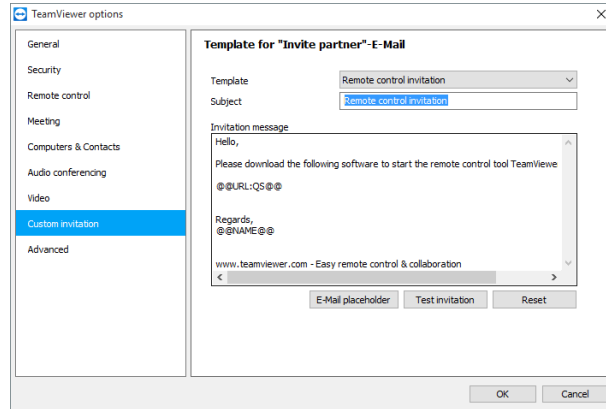 TeamViewer options
General
Security
Remote control
Meeting
Computers & Contacts
Audio conferencing
Video
Custom invitation
Advanced
Template for "Invite partner"-E-Mail
Template Remote control invitation
Subject Remote control invitation
Invitation message
Hello,
Please download the following software to start the remote control tool TeamViewe
@@URL:QS@@
Regards,
@@NAME@@
www.teamviewer.com - Easy remote control & collaboration
E-Mail placeholder Test invitation Reset
OK Cancel